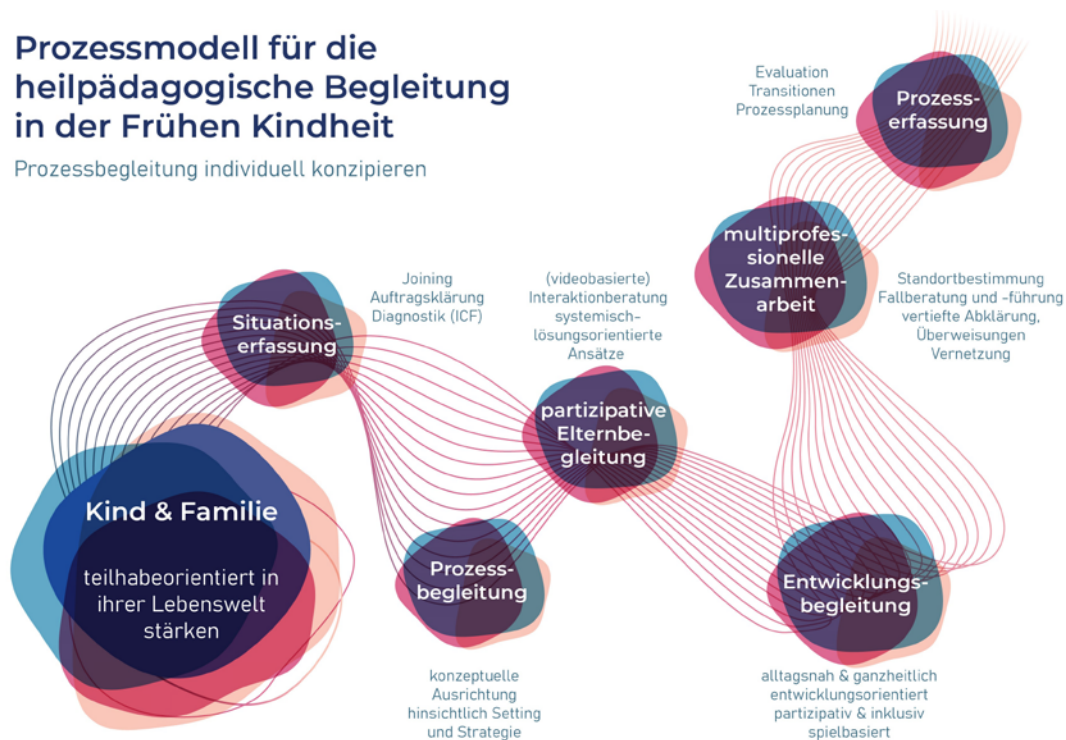 Prozessmodell für die
heilpädagogische Begleitung
in der Frühen Kindheit
Prozessbegleitung individuell konzipieren
Kind & Familie
teilhabeorientiert in
ihrer Lebenswelt
stärken
Situations-
erfassung
Joining
Auftragsklärung
Diagnostik (ICF)
Prozess-
begleitung
konzeptuelle
Ausrichtung
hinsichtlich Setting
und Strategie
(videobasierte)
Interaktionberatung
systemisch-
lösungsorientierte
Ansätze
partizipative
Elternbe-
gleitung
Entwicklungs-
begleitung
alltagsnah & ganzheitlich
entwicklungsorientiert
partizipativ & inklusiv
spielbasiert
multiprofes-
sionelle
Zusammen-
arbeit
Standortbestimmung
Fallberatung und -führung
vertiefte Abklärung,
Überweisungen
Vernetzung
Evaluation
Transitionen
Prozessplanung
Prozess-
erfassung